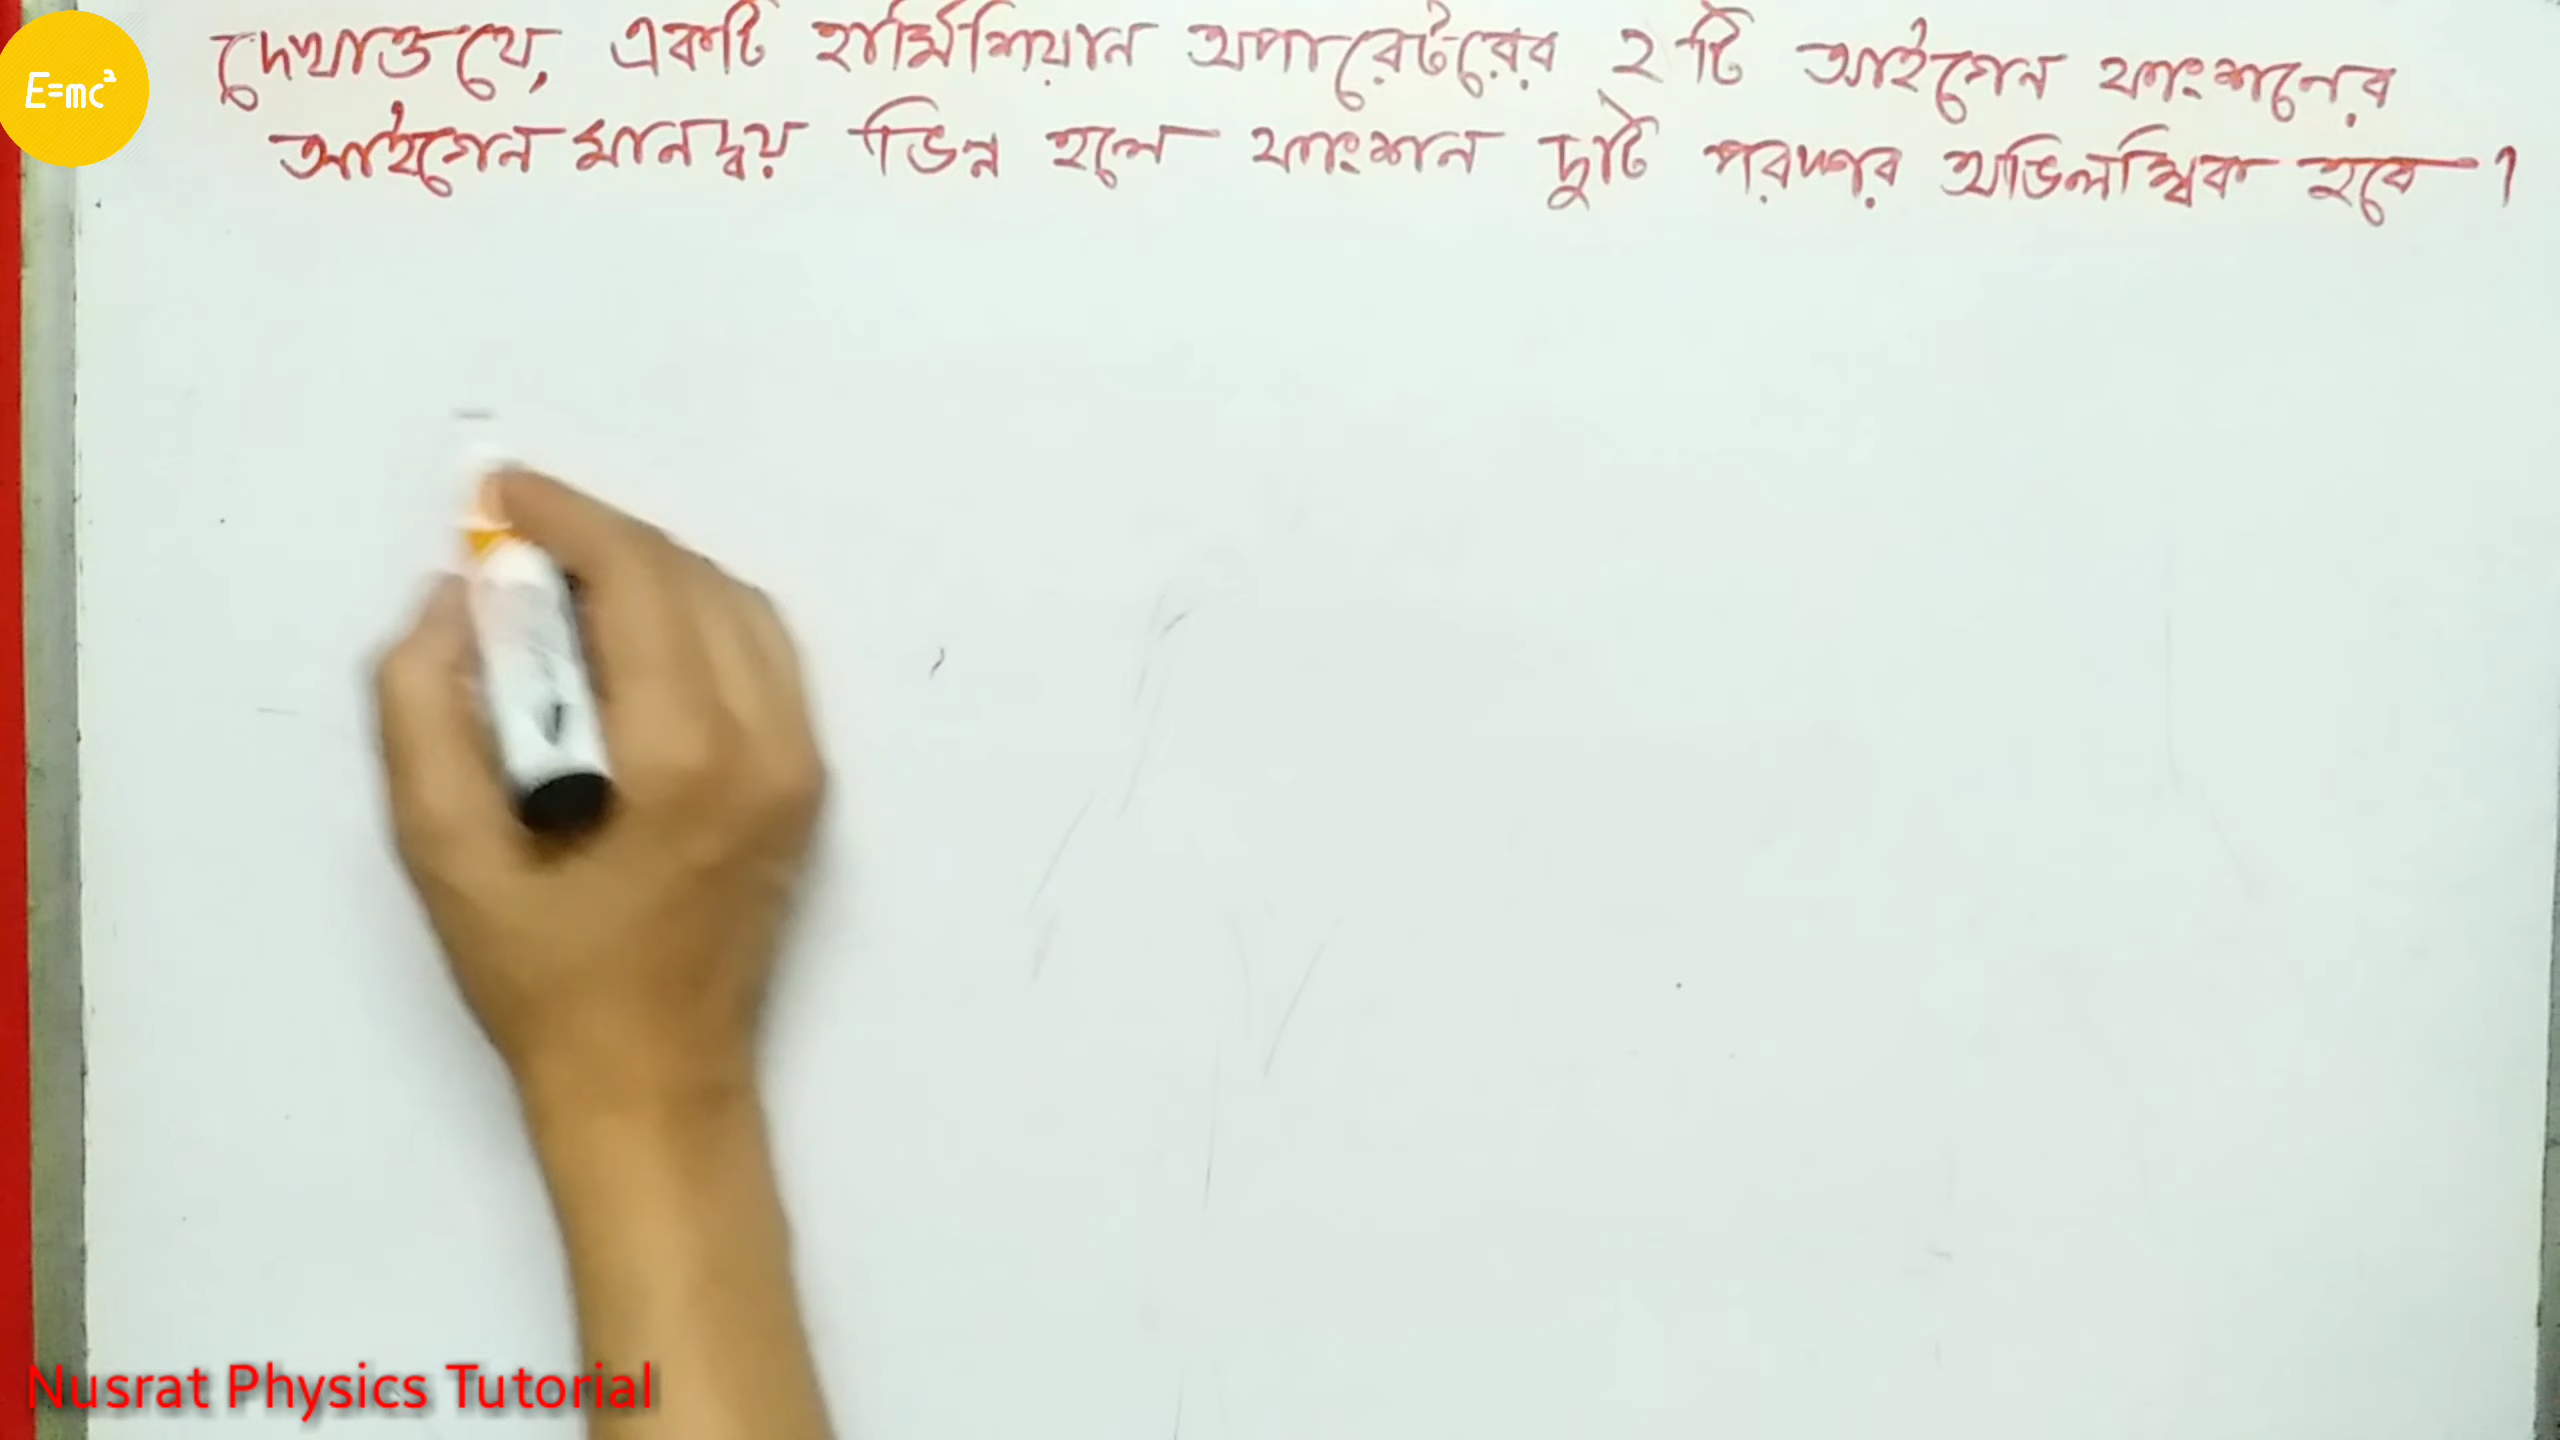 E=mc²
দেখাও যে, একটি হার্মিশিয়ান অপারেটরের ২ টি আইগেন ফাংশনের
আইগেন মানদ্বয় ভিন্ন হলে ফাংশন দুটি পরস্পর অভিলম্বিক হবে ।
Nusrat Physics Tutorial